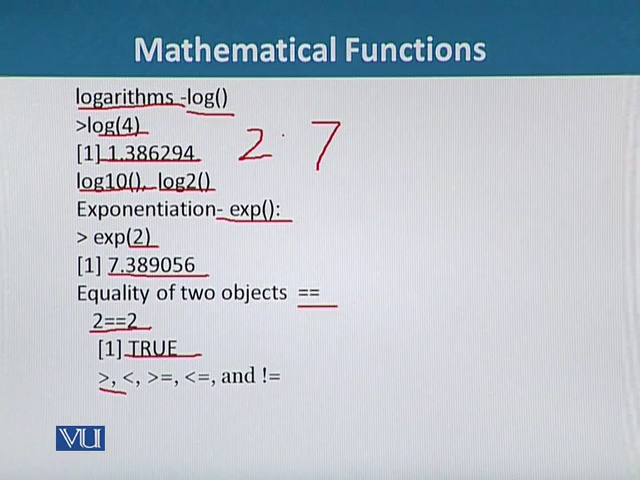 Mathematical Functions
logarithms -log()
>log(4)
[1] 1.386294
2.7
log10(), log2()
Exponentiation- exp():
> exp(2)
[1] 7.389056
Equality of two objects ==
2==2
[1] TRUE
>, <, >=, <=, and !=
VU